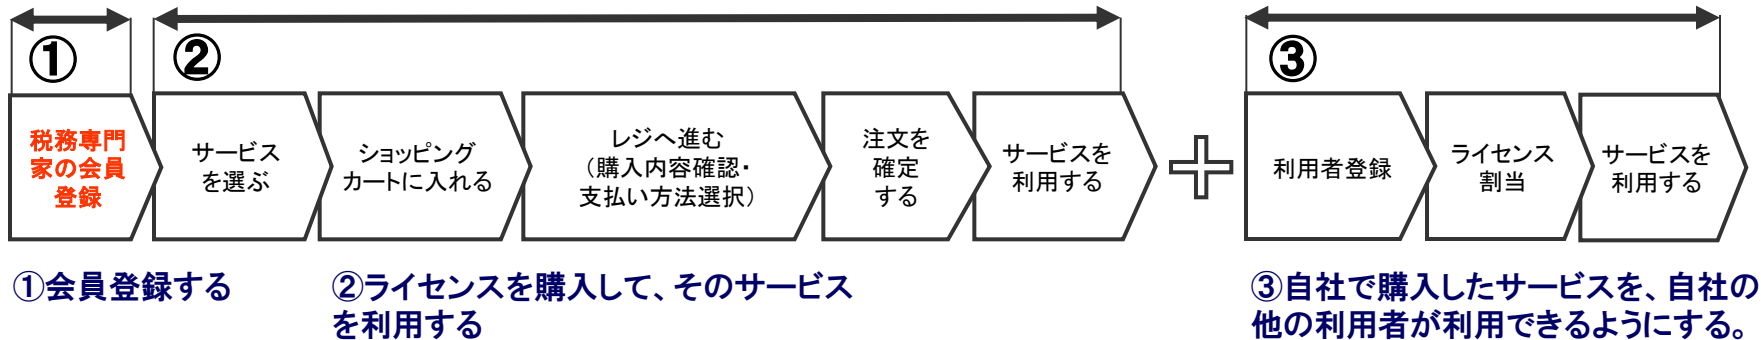 ①
②
③
税務専門
家の会員
登録
サービス
を選ぶ
ショッピング
カートに入れる
レジへ進む
（購入内容確認・
支払い方法選択）
注文を
確定
する
サービスを
利用する
利用者登録
ライセンス
割当
サービスを
利用する
①会員登録する
②ライセンスを購入して、そのサービス
を利用する
③自社で購入したサービスを、自社の
他の利用者が利用できるようにする。